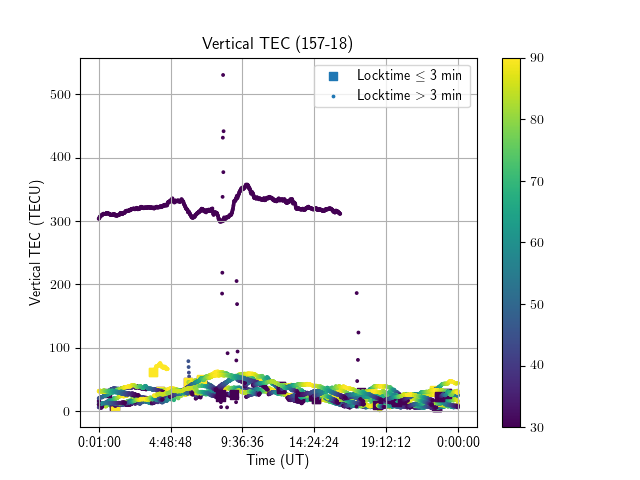 Vertical TEC (157-18)
Locktime ≤ 3 min
Locktime > 3 min
Vertical TEC (TECU)
500
400
300
200
100
0
0:01:00 4:48:48 9:36:36 14:24:24 19:12:12 0:00:00
Time (UT)
90
80
70
60
50
40
30